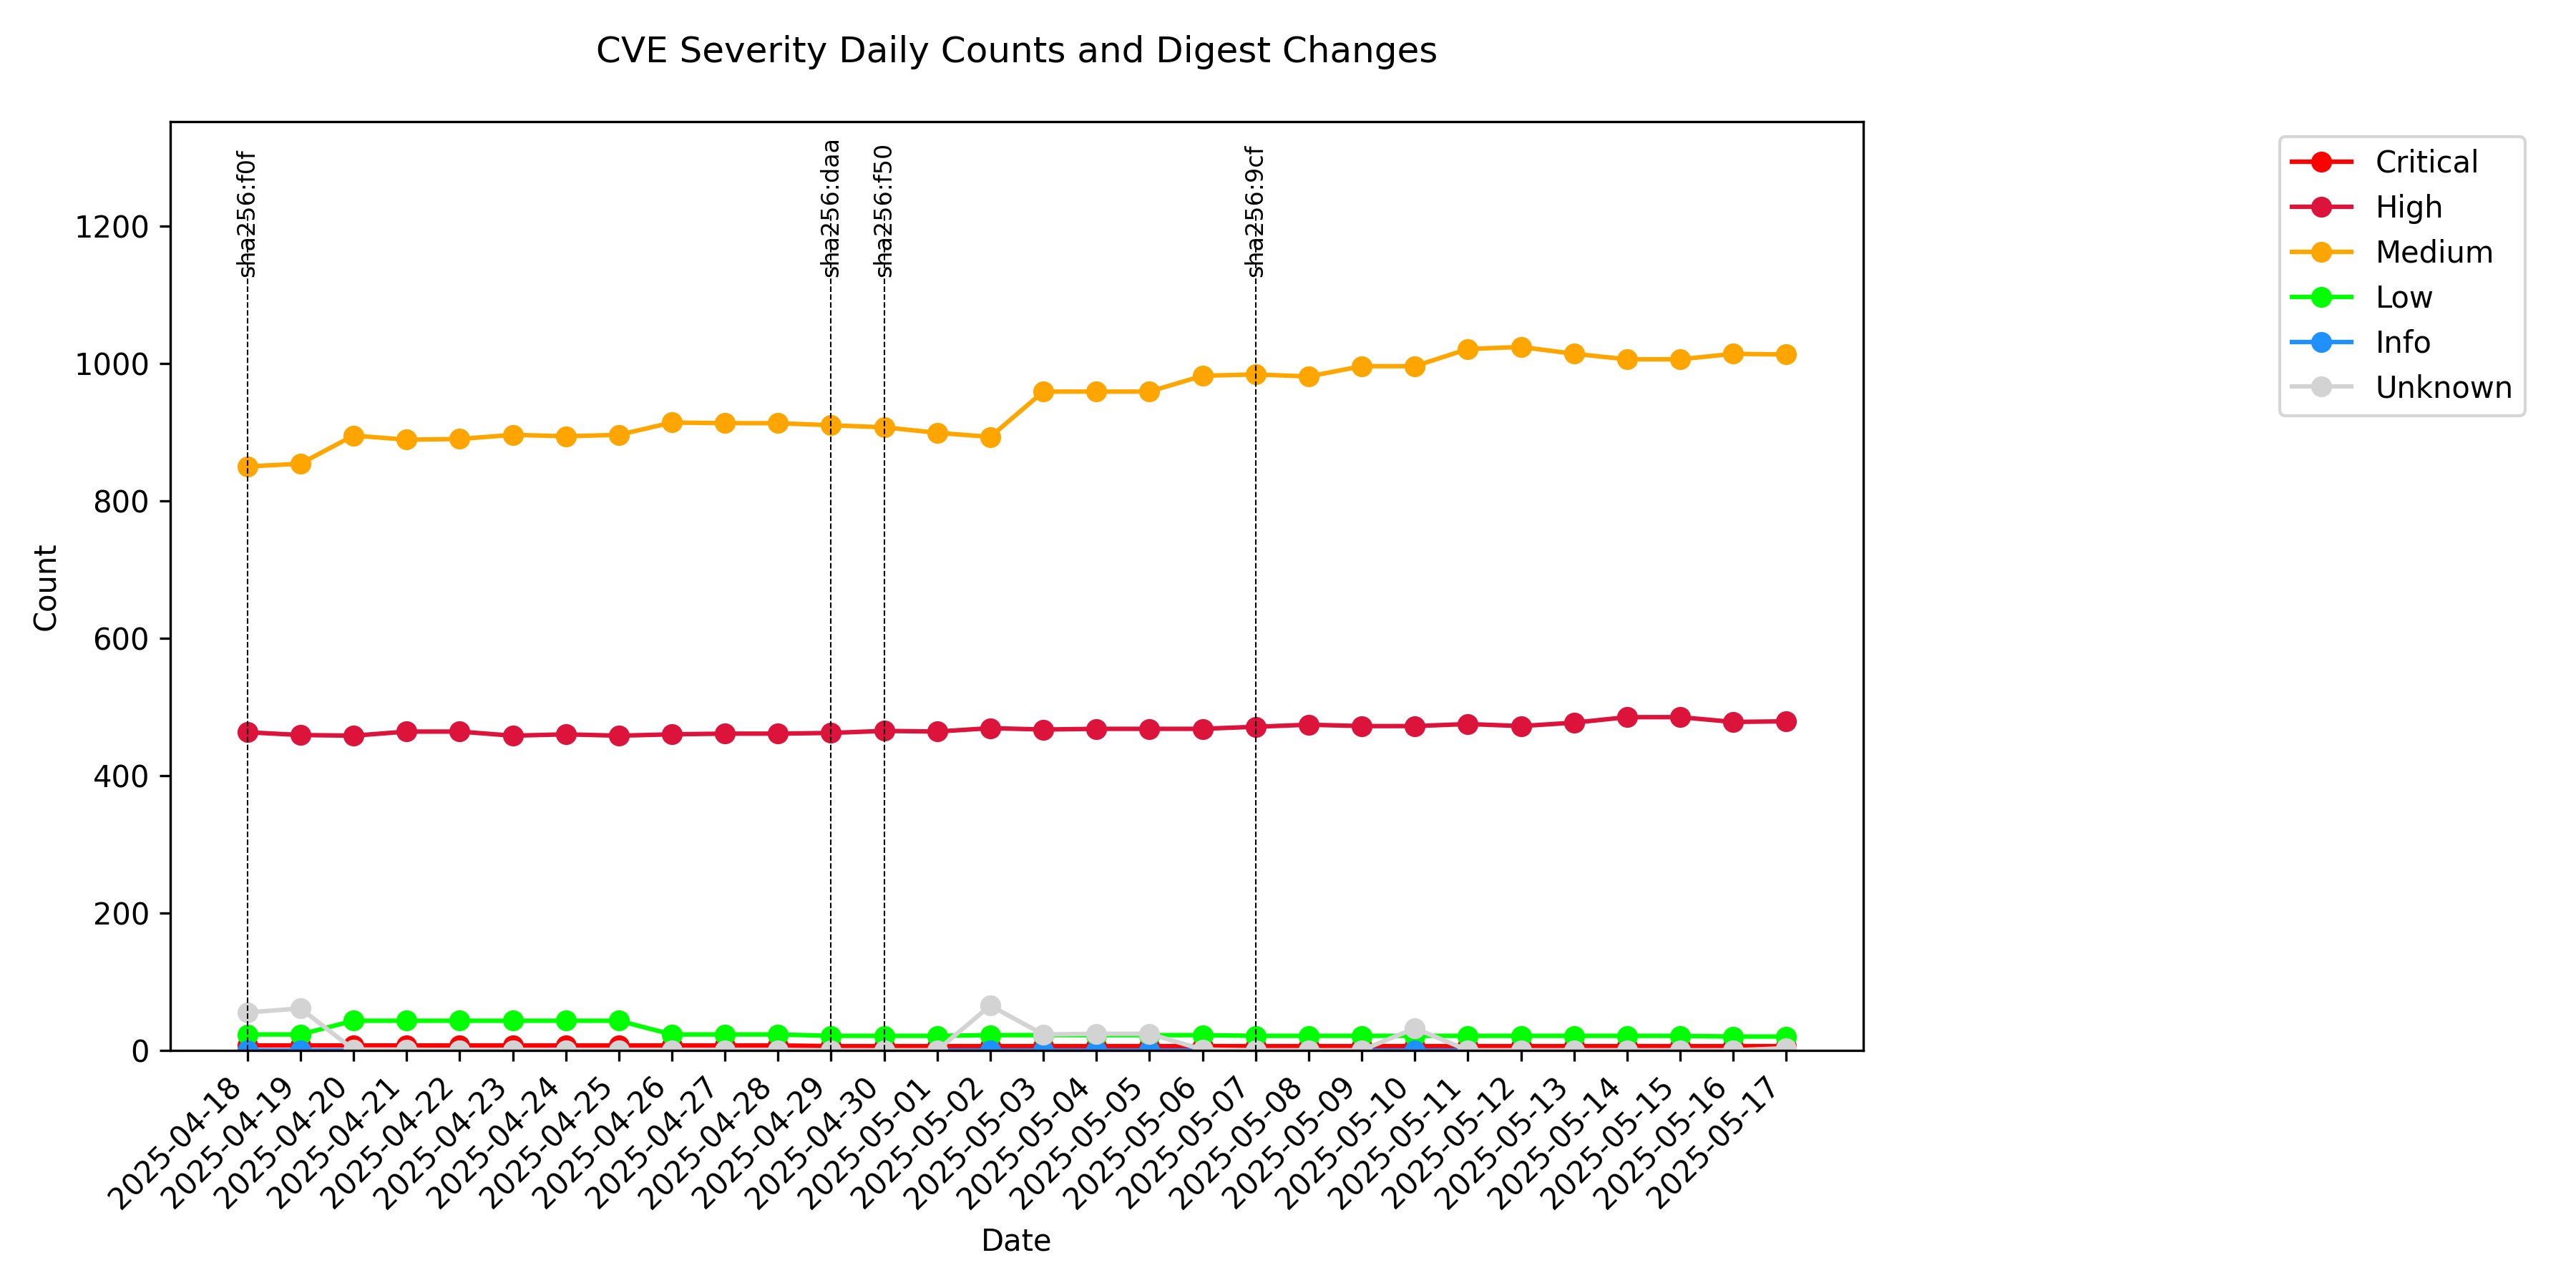 CVE Severity Daily Counts and Digest Changes
sha256:f0f
sha256:daa
sha256:f50
sha256:9cf
Critical
High
Medium
Low
Info
Unknown
1200
1000
800
600
400
200
0
Count
2025-04-18
2025-04-19
2025-04-20
2025-04-21
2025-04-22
2025-04-23
2025-04-24
2025-04-25
2025-04-26
2025-04-27
2025-04-28
2025-04-29
2025-04-30
2025-05-01
2025-05-02
2025-05-03
2025-05-04
2025-05-05
2025-05-06
2025-05-07
2025-05-08
2025-05-09
2025-05-10
2025-05-11
2025-05-12
2025-05-13
2025-05-14
2025-05-15
2025-05-16
2025-05-17
Date